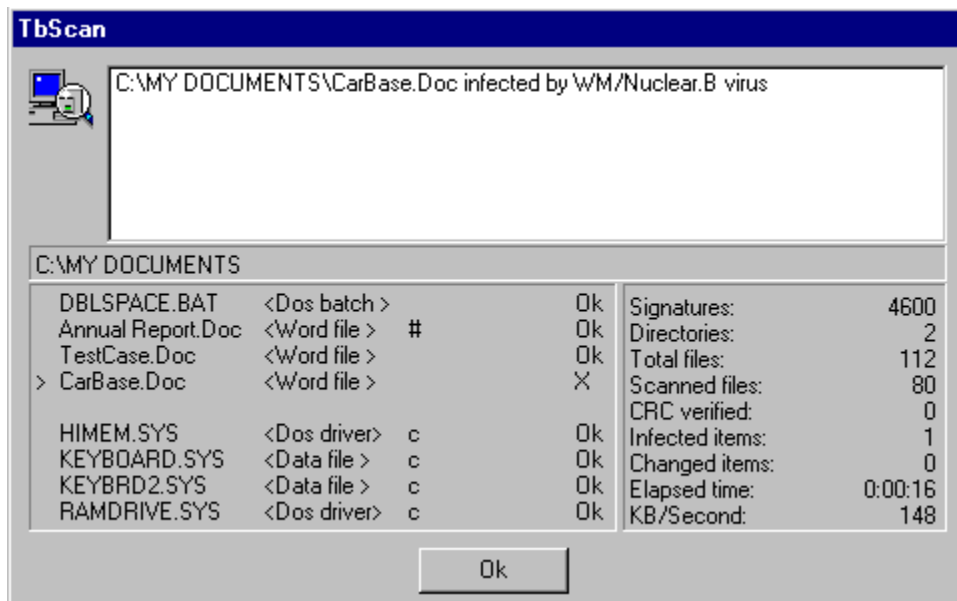 TbScan
C:\MY DOCUMENTS\CarBase.Doc infected by WM/Nuclear.B virus
C:\MY DOCUMENTS
DBLSPACE.BAT <Dos batch > Ok
Annual Report.Doc <Word file > # Ok
TestCase.Doc <Word file > Ok
> CarBase.Doc <Word file > X
HIMEM.SYS <Dos driver> c Ok
KEYBOARD.SYS <Data file > c Ok
KEYBRD2.SYS <Data file > c Ok
RAMDRIVE.SYS <Dos driver> c Ok
Signatures: 4600
Directories: 2
Total files: 112
Scanned files: 80
CRC verified: 0
Infected items: 1
Changed items: 0
Elapsed time: 0:00:16
KB/Second: 148
Ok